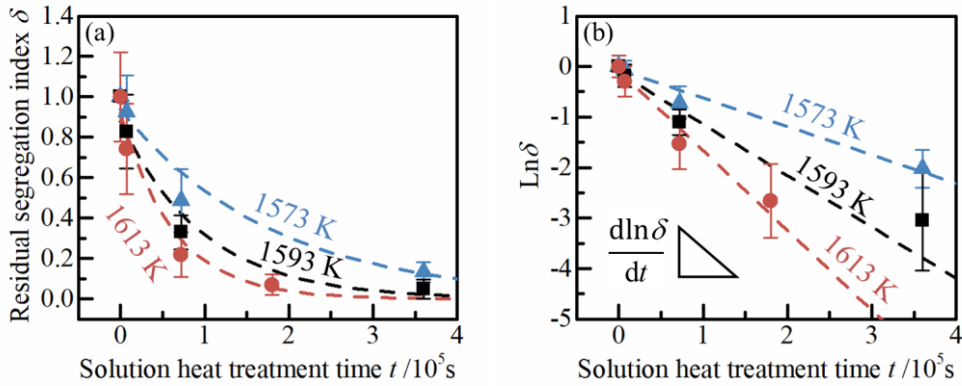 (a)
Residual segregation index δ
1.4
1.2
1.0
0.8
0.6
0.4
0.2
0.0
1573 K
1593 K
1613 K
0 1 2 3 4
Solution heat treatment time t /10⁵s
(b)
Lnδ
0
-1
-2
-3
-4
-5
1573 K
1593 K
1613 K
dlnδ
dt
0 1 2 3 4
Solution heat treatment time t /10⁵s